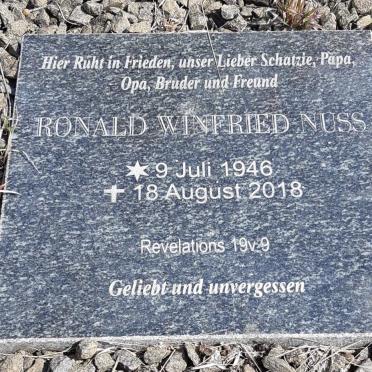 Hier Ruht in Frieden, unser Lieber Schatzie, Papa,
Opa, Bruder und Freund
RONALD WINFRIED NUSS
9 Juli 1946
18 August 2018
Revelations 19v:9
Geliebt und unvergessen